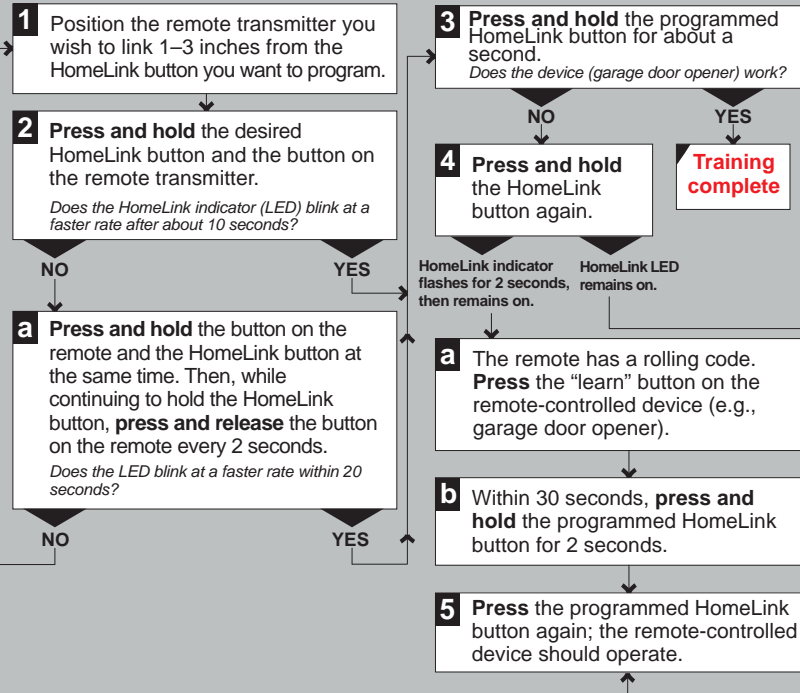 1
Position the remote transmitter you
wish to link 1–3 inches from the
HomeLink button you want to program.
2
Press and hold the desired
HomeLink button and the button on
the remote transmitter.
Does the HomeLink indicator (LED) blink at a
faster rate after about 10 seconds?
NO
YES
a
Press and hold the button on the
remote and the HomeLink button at
the same time. Then, while
continuing to hold the HomeLink
button, press and release the button
on the remote every 2 seconds.
Does the LED blink at a faster rate within 20
seconds?
NO
YES
3
Press and hold the programmed
HomeLink button for about a
second.
Does the device (garage door opener) work?
NO
YES
4
Press and hold
the HomeLink
button again.
Training
complete
HomeLink indicator
flashes for 2 seconds,
then remains on.
HomeLink LED
remains on.
a
The remote has a rolling code.
Press the “learn” button on the
remote-controlled device (e.g.,
garage door opener).
b
Within 30 seconds, press and
hold the programmed HomeLink
button for 2 seconds.
5
Press the programmed HomeLink
button again; the remote-controlled
device should operate.